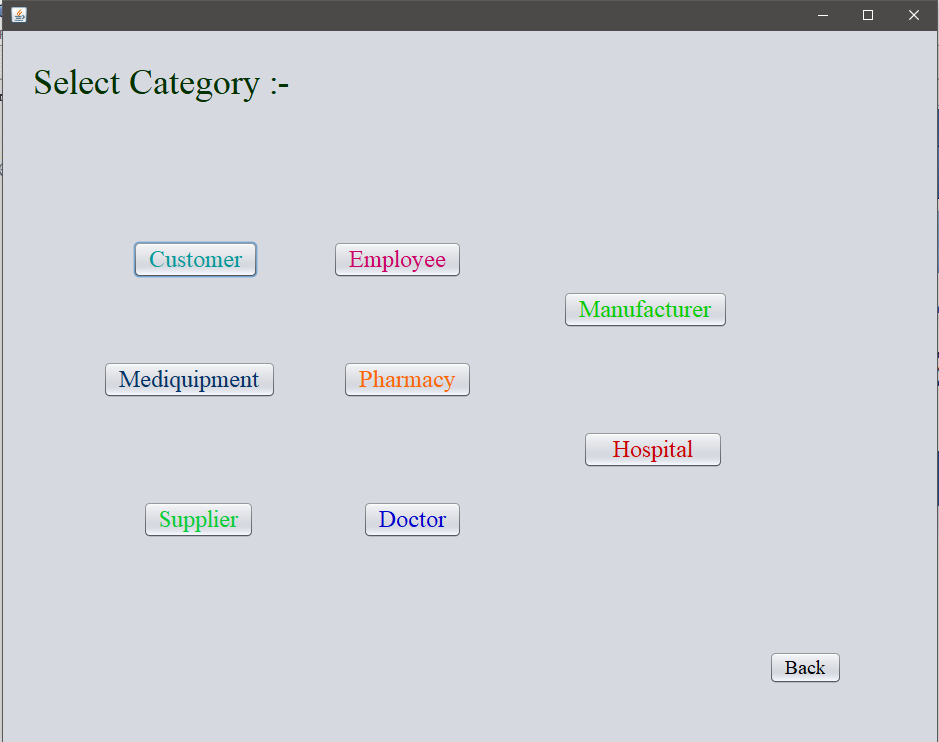 Select Category :-
Customer
Employee
Manufacturer
Mediquipment
Pharmacy
Hospital
Supplier
Doctor
Back